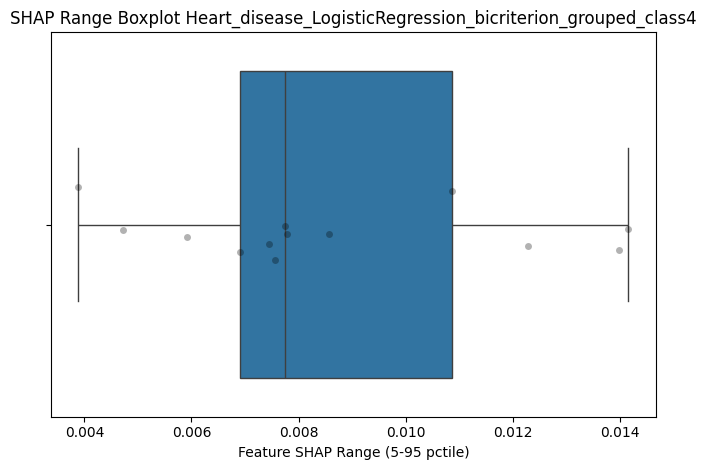 SHAP Range Boxplot Heart_disease_LogisticRegression_bicriterion_grouped_class4
0.004 0.006 0.008 0.010 0.012 0.014
Feature SHAP Range (5-95 pctile)